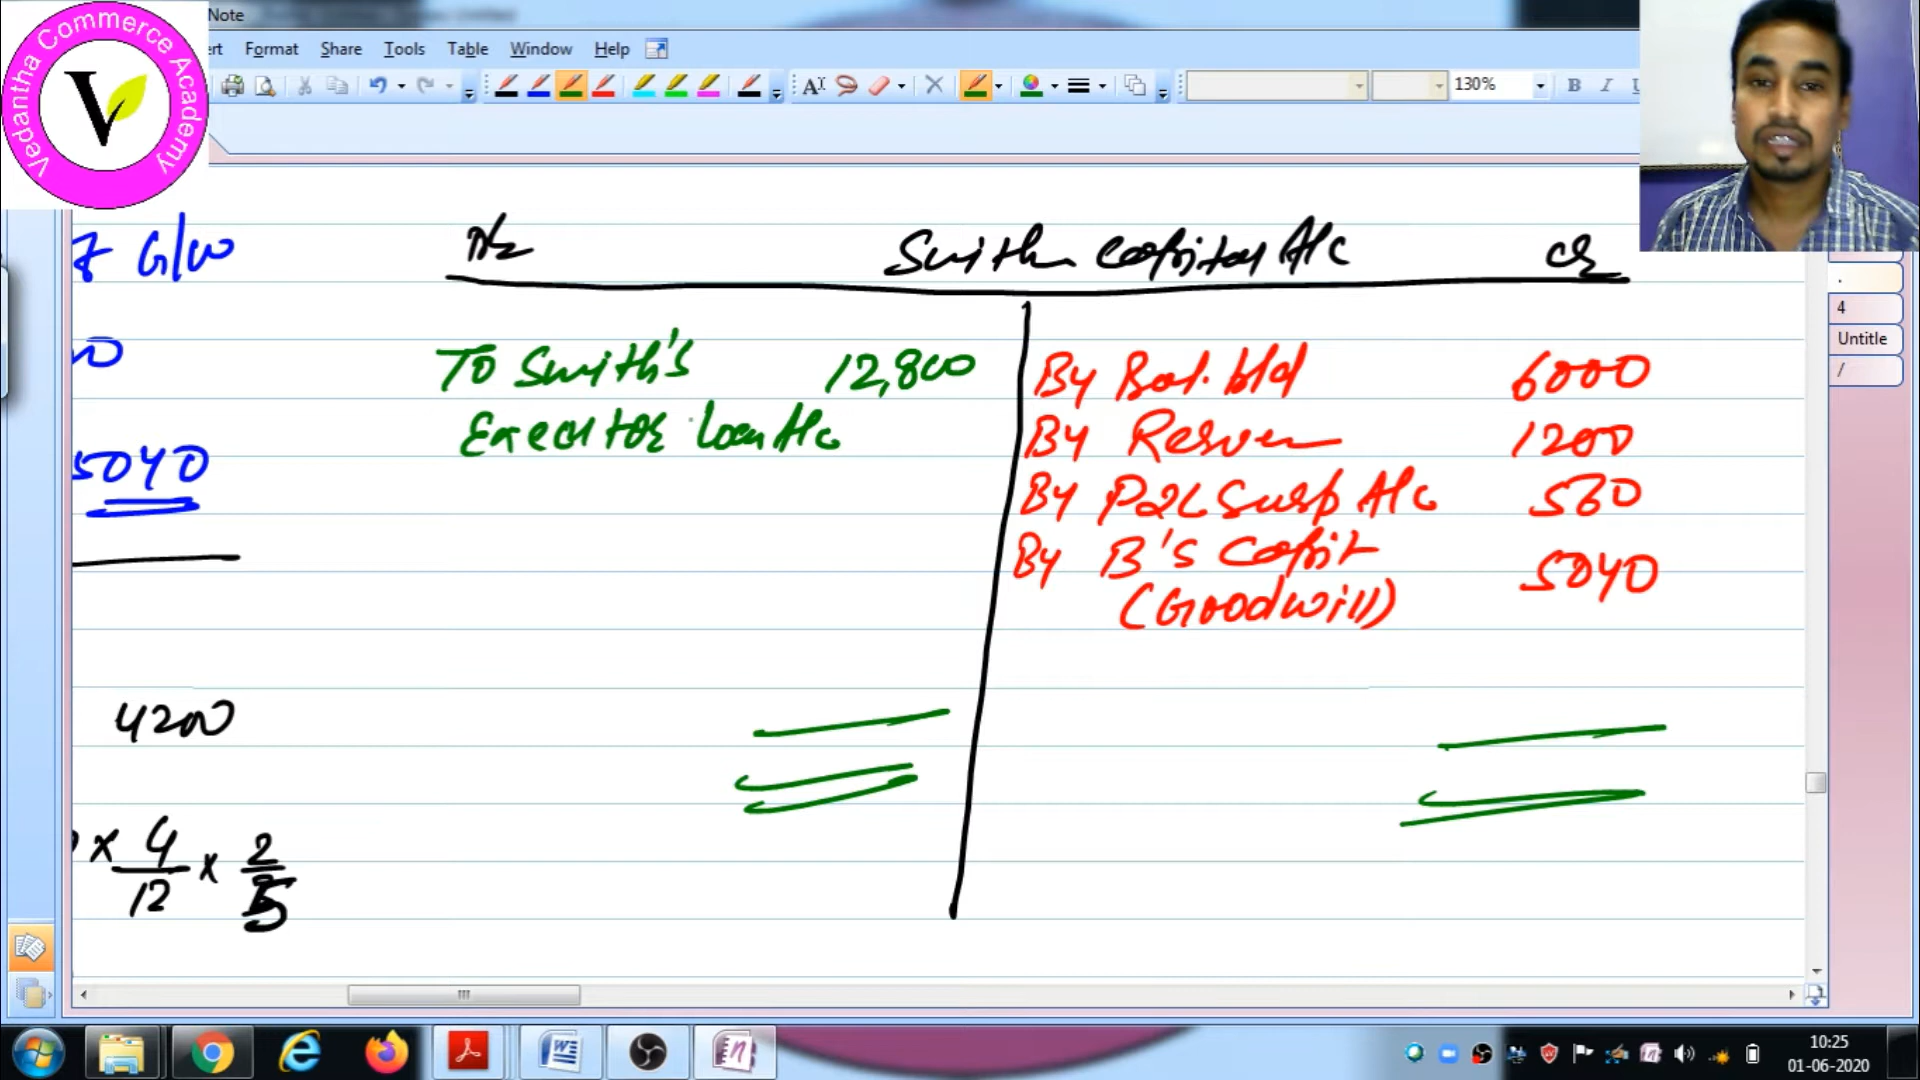 Vedantha Commerce Academy
V
Note
rt Format Share Tools Table Window Help
130% B I U
4
Untitle
/
G/w
Smith Capital A/c Cr
To Smith's 12,800
Executor loan A/c
By Bal. b/d 6000
By Reserve 1200
By P&L Susp A/c 560
By B's Capit 5040
(Goodwill)
5040
4200
× 4/12 × 2/5
10:25
01-06-2020